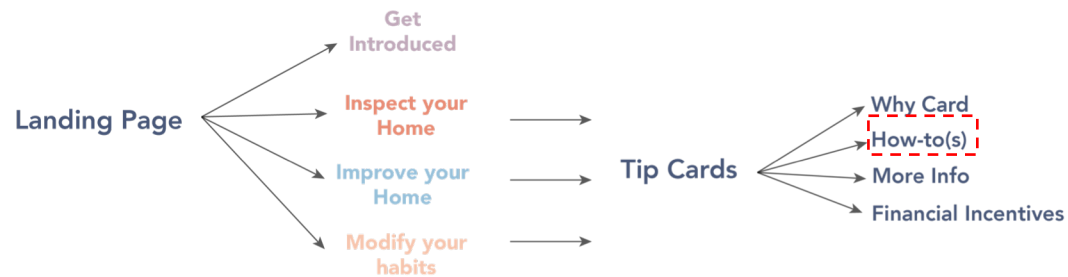 Landing Page
Get
Introduced
Inspect your
Home
Improve your
Home
Modify your
habits
Tip Cards
Why Card
How-to(s)
More Info
Financial Incentives